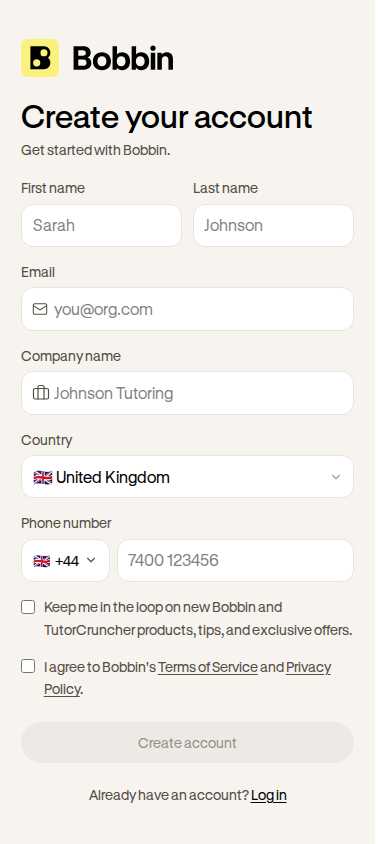 Bobbin
Create your account
Get started with Bobbin.
First name Last name
Sarah Johnson
Email
you@org.com
Company name
Johnson Tutoring
Country
United Kingdom
Phone number
+44 7400 123456
Keep me in the loop on new Bobbin and
TutorCruncher products, tips, and exclusive offers.
I agree to Bobbin's Terms of Service and Privacy
Policy.
Create account
Already have an account? Log in